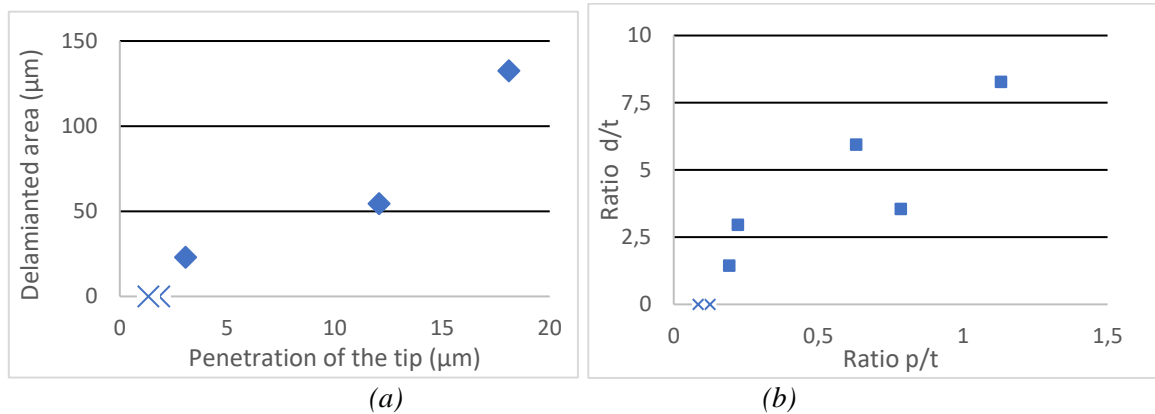 150
100
50
0
0 5 10 15 20
Delamianted area (µm)
Penetration of the tip (µm)
(a)
10
7,5
5
2,5
0
0 0,5 1 1,5
Ratio d/t
Ratio p/t
(b)